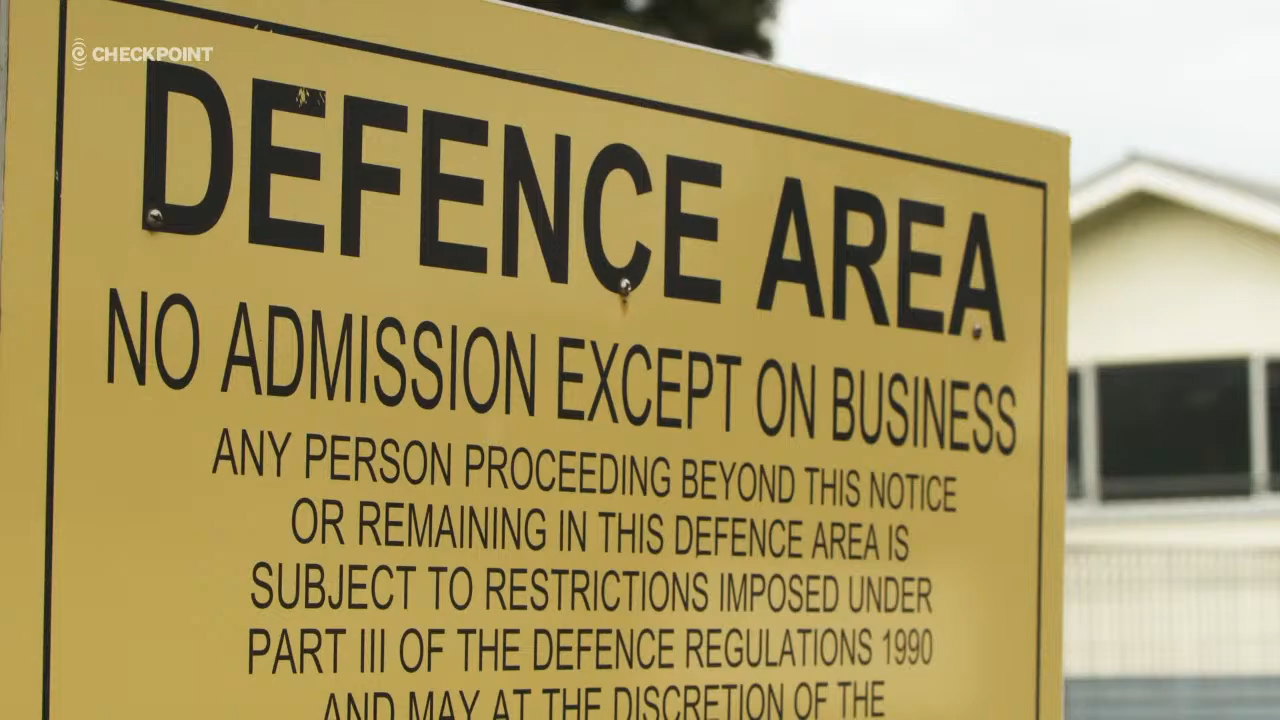 CHECKPOINT
DEFENCE AREA
NO ADMISSION EXCEPT ON BUSINESS
ANY PERSON PROCEEDING BEYOND THIS NOTICE
OR REMAINING IN THIS DEFENCE AREA IS
SUBJECT TO RESTRICTIONS IMPOSED UNDER
PART III OF THE DEFENCE REGULATIONS 1990
AND MAY AT THE DISCRETION OF THE